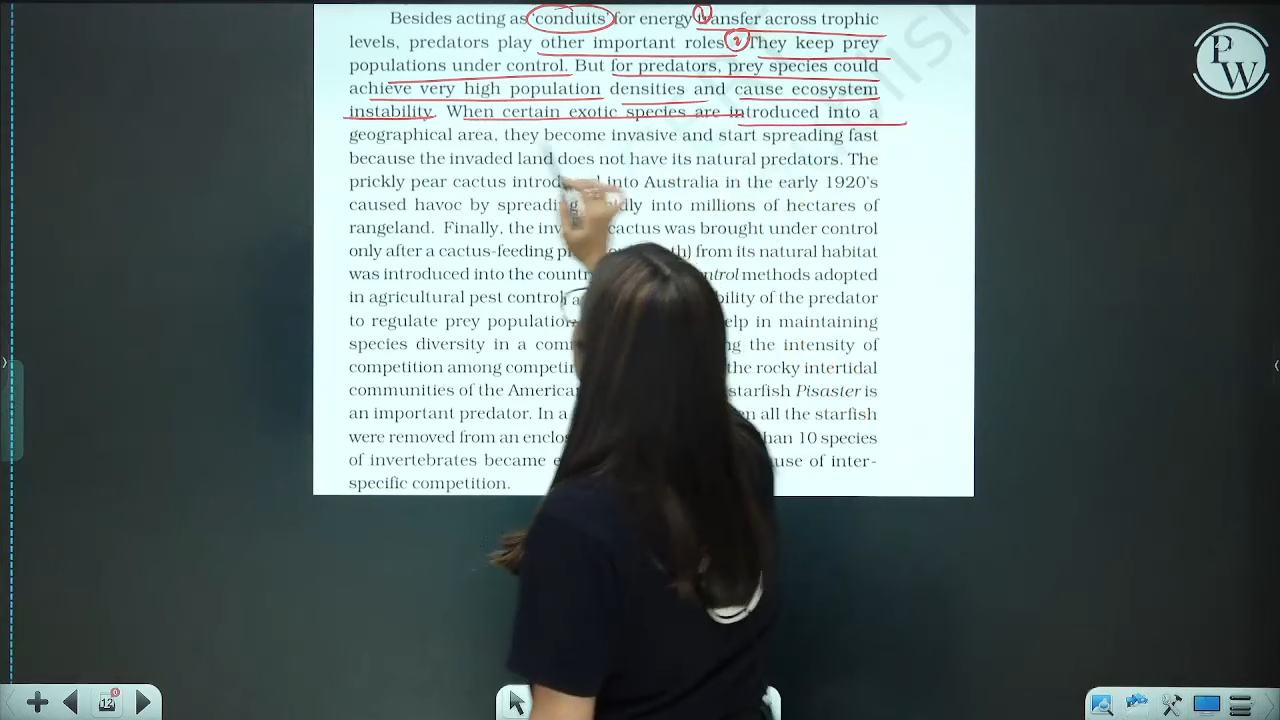 Besides acting as 'conduits' for energy transfer across trophic
levels, predators play other important roles. They keep prey
populations under control. But for predators, prey species could
achieve very high population densities and cause ecosystem
instability. When certain exotic species are introduced into a
geographical area, they become invasive and start spreading fast
because the invaded land does not have its natural predators. The
prickly pear cactus into Australia in the early 1920's
caused havoc by spreading into millions of hectares of
rangeland. Finally, the cactus was brought under control
only after a cactus-feeding from its natural habitat
was introduced into the methods adopted
in agricultural pest control of the predator
to regulate prey in maintaining
species diversity in a the intensity of
competition among the rocky intertidal
communities of the starfish Pisaster is
an important predator. In a all the starfish
were removed from an 10 species
of invertebrates became of inter-
specific competition.
PW
12
0